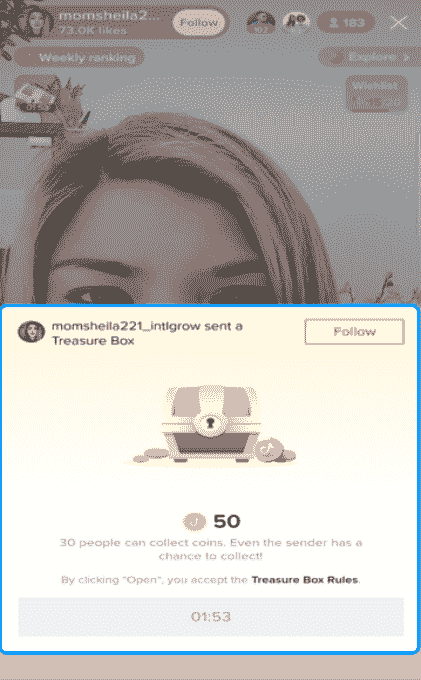 momsheila2...
73.0K likes
Follow
183
Weekly ranking
Explore >
Wishlist
momsheila221_intlgrow sent a
Treasure Box
Follow
50
30 people can collect coins. Even the sender has a
chance to collect!
By clicking "Open", you accept the Treasure Box Rules.
01:53